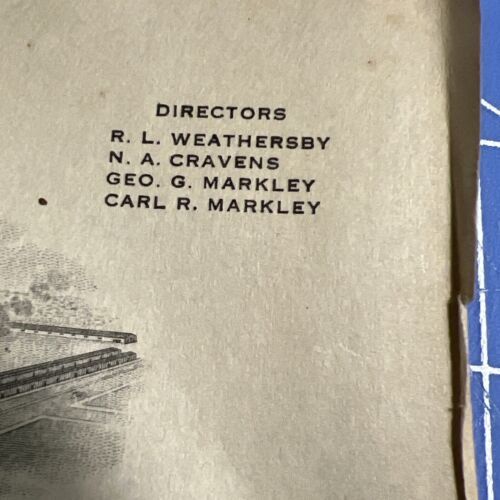 DIRECTORS
R. L. WEATHERSBY
N. A. CRAVENS
GEO. G. MARKLEY
CARL R. MARKLEY